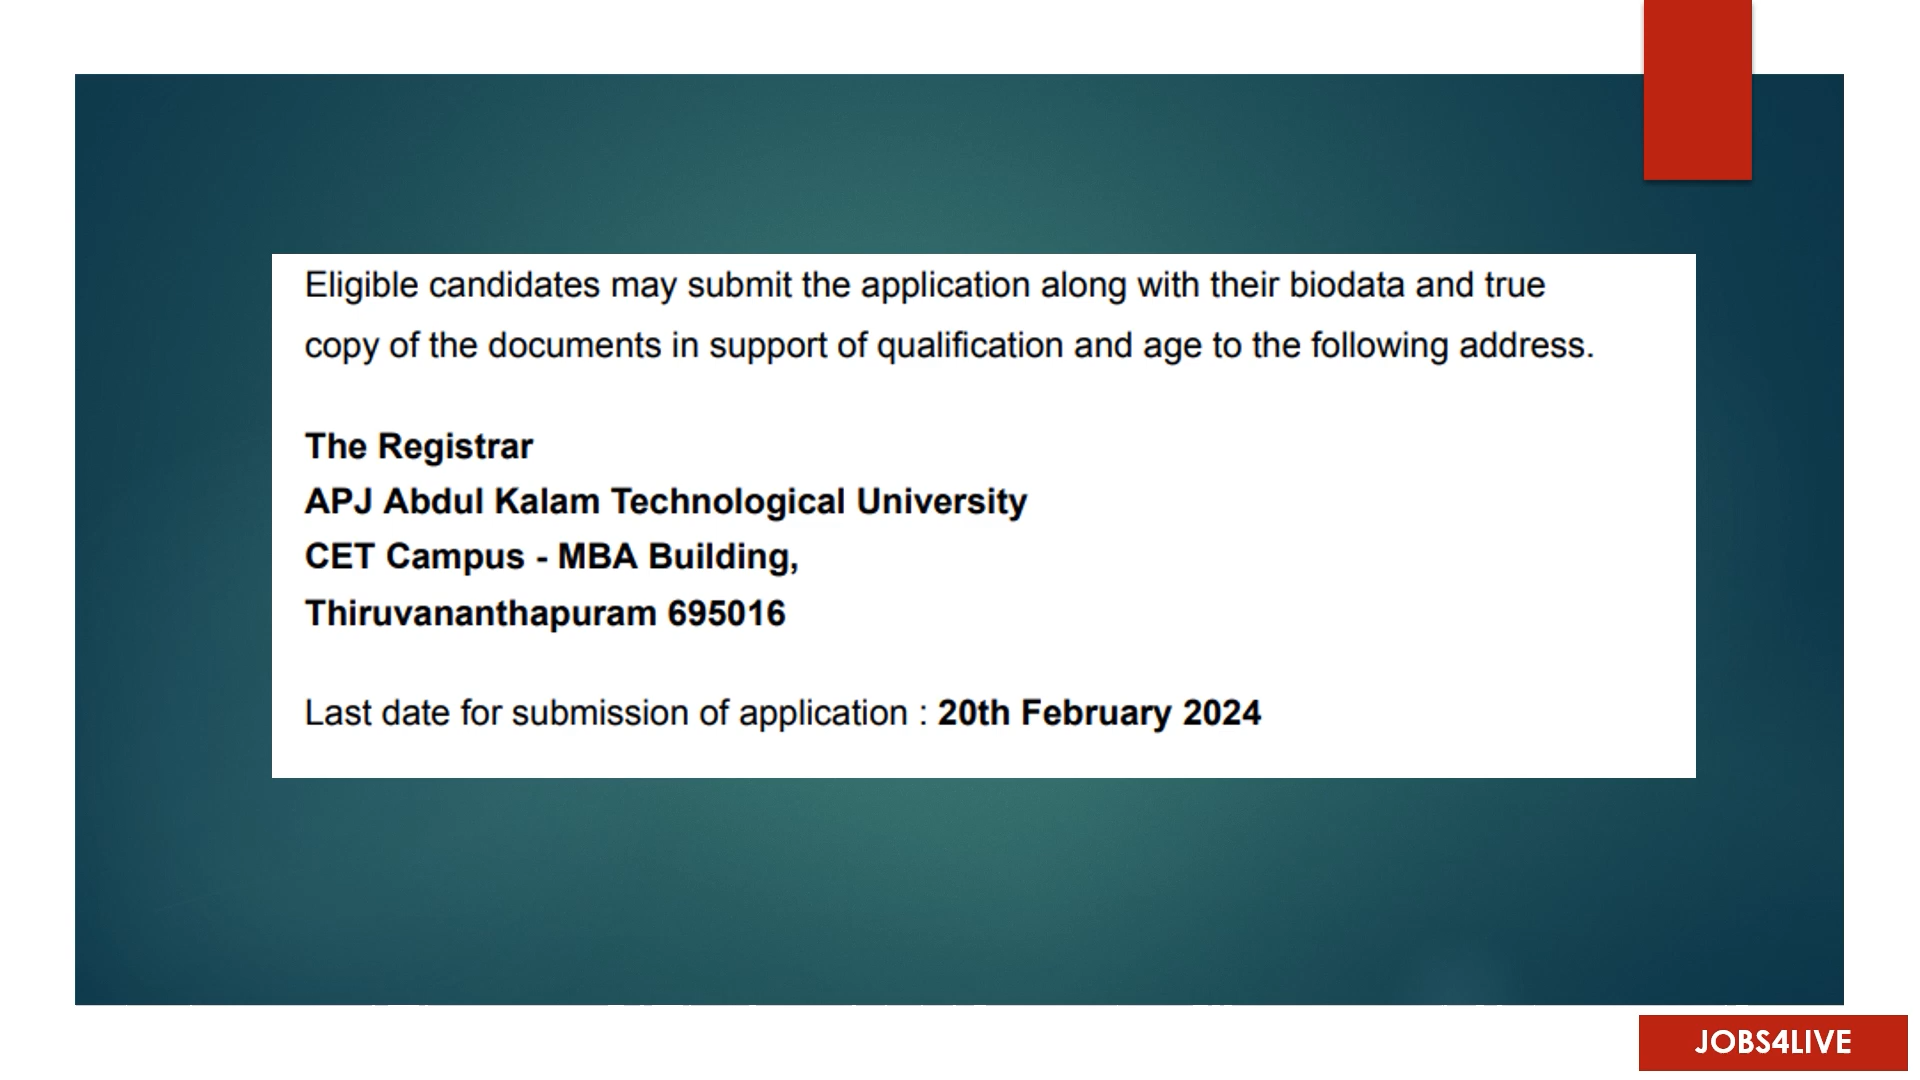 Eligible candidates may submit the application along with their biodata and true
copy of the documents in support of qualification and age to the following address.
The Registrar
APJ Abdul Kalam Technological University
CET Campus - MBA Building,
Thiruvananthapuram 695016
Last date for submission of application : 20th February 2024
JOBS4LIVE